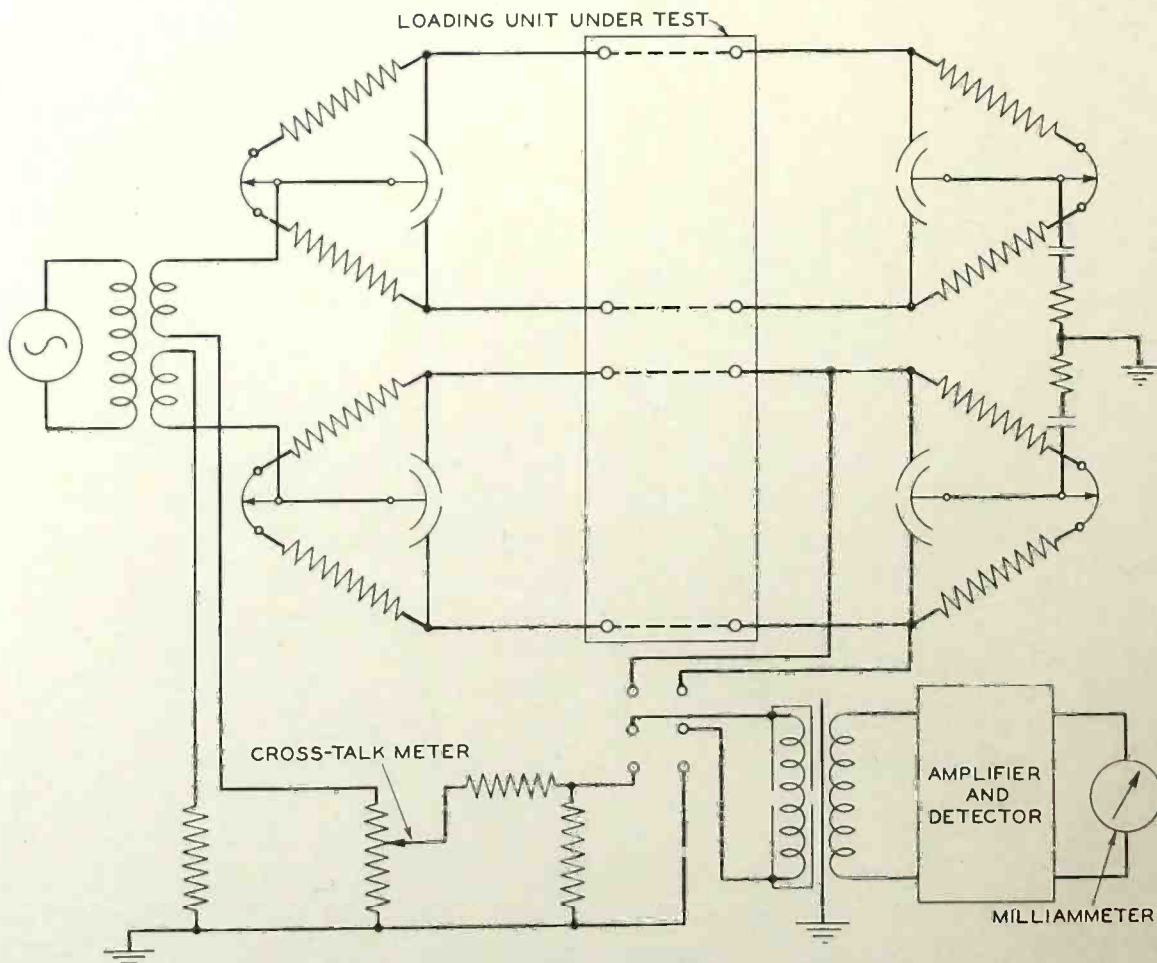 LOADING UNIT UNDER TEST
CROSS-TALK METER
AMPLIFIER
AND
DETECTOR
MILLIAMMETER